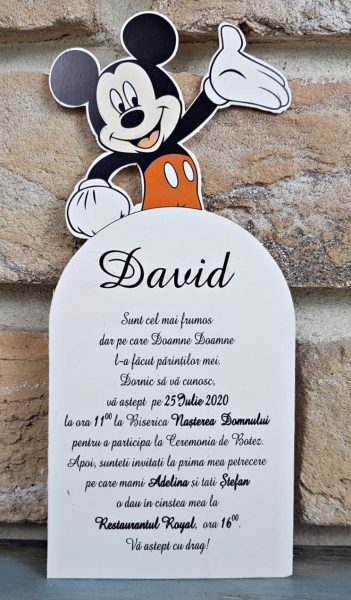 David
Sunt cel mai frumos
dar pe care Doamne Doamne
l-a făcut părinților mei.
Dornic să vă cunosc,
vă aștept pe 25 Iulie 2020
la ora 11⁰⁰ la Biserica Nașterea Domnului
pentru a participa la Ceremonia de Botez.
Apoi, sunteti invitați la prima mea petrecere
pe care mami Adelina și tati Ștefan
o dau în cinstea mea la
Restaurantul Royal, ora 16⁰⁰.
Vă aștept cu drag!